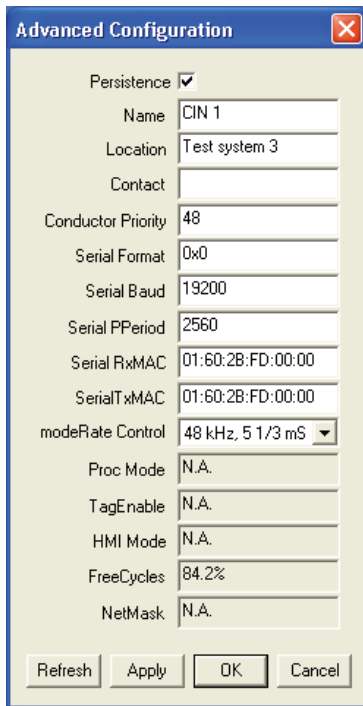 Advanced Configuration
Persistence
Name CIN 1
Location Test system 3
Contact
Conductor Priority 48
Serial Format 0x0
Serial Baud 19200
Serial PPeriod 2560
Serial RxMAC 01:60:2B:FD:00:00
SerialTxMAC 01:60:2B:FD:00:00
modeRate Control 48 kHz, 5 1/3 mS
Proc Mode N.A.
TagEnable N.A.
HMI Mode N.A.
FreeCycles 84.2%
NetMask N.A.
Refresh Apply OK Cancel